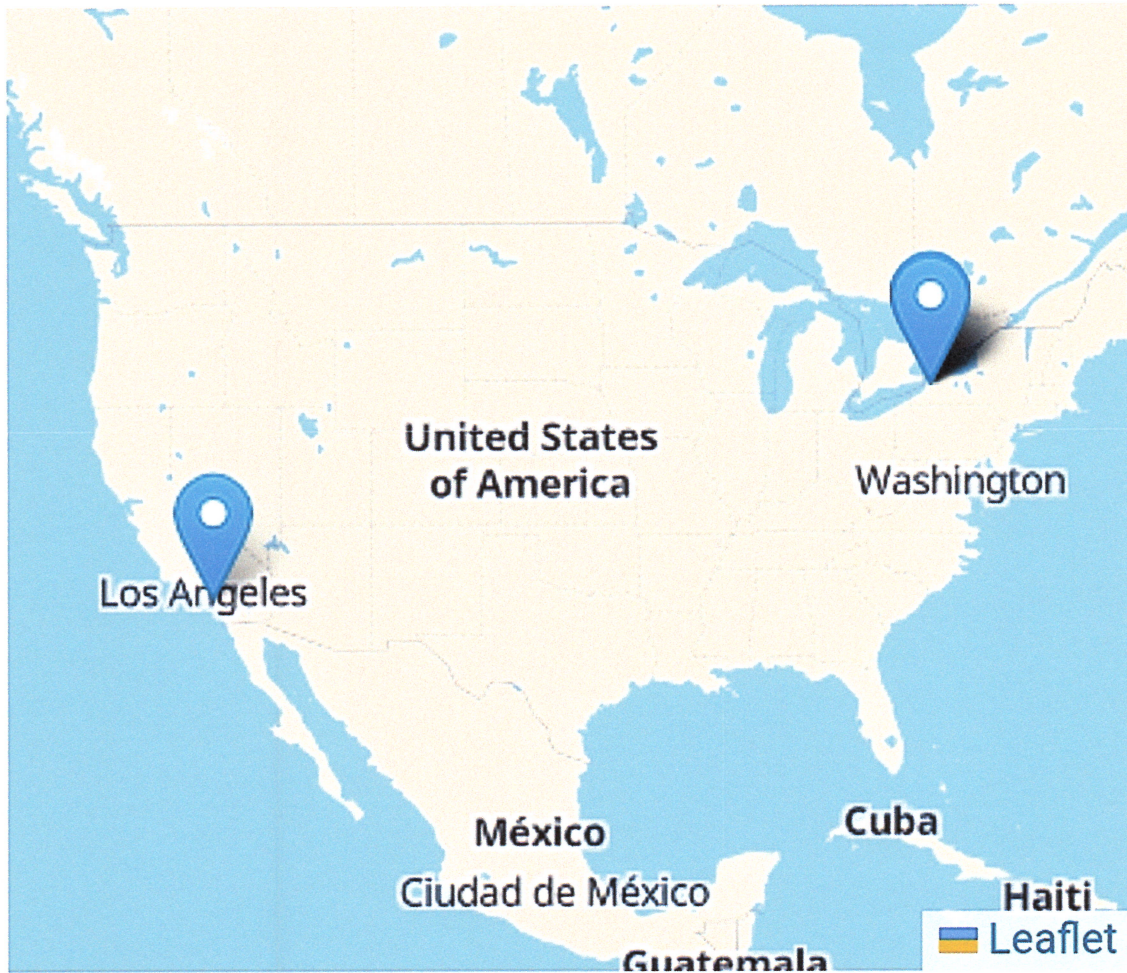 United States
of America
Washington
Los Angeles
México
Cuba
Ciudad de México
Haiti
Leaflet
Guatemala